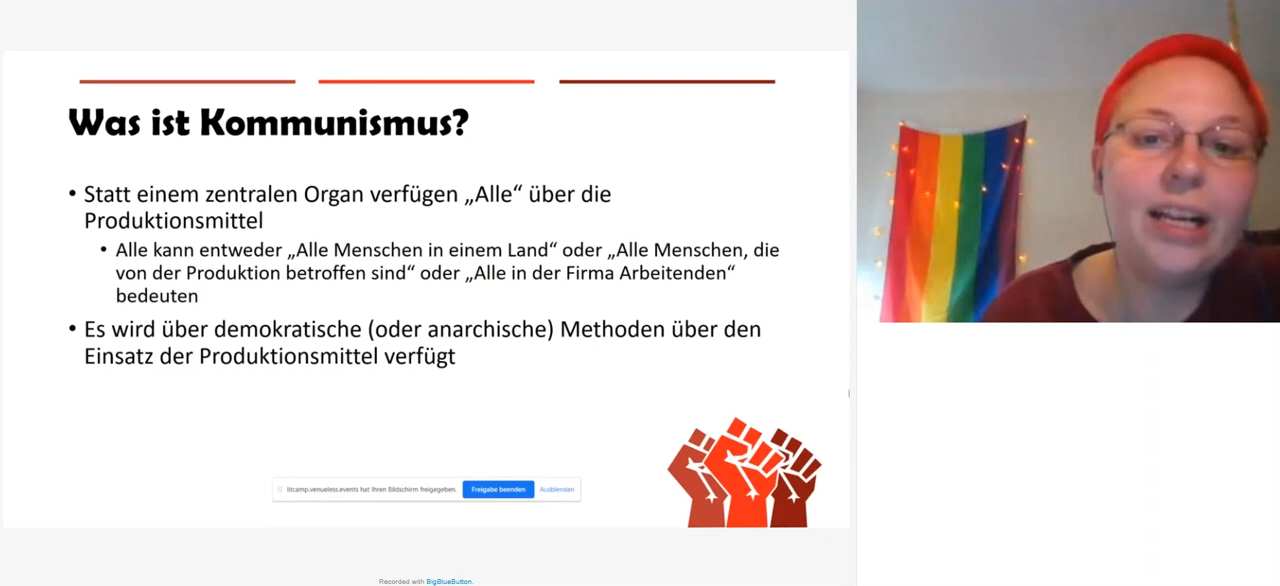 Was ist Kommunismus?
• Statt einem zentralen Organ verfügen „Alle“ über die
Produktionsmittel
• Alle kann entweder „Alle Menschen in einem Land“ oder „Alle Menschen, die
von der Produktion betroffen sind“ oder „Alle in der Firma Arbeitenden“
bedeuten
• Es wird über demokratische (oder anarchische) Methoden über den
Einsatz der Produktionsmittel verfügt
litcamp.venueless.events hat Ihren Bildschirm freigegeben. Freigabe beenden Ausblenden
Recorded with BigBlueButton.